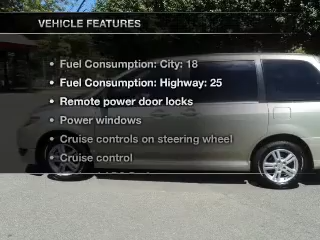 VEHICLE FEATURES
• Fuel Consumption: City: 18
• Fuel Consumption: Highway: 25
• Remote power door locks
• Power windows
• Cruise controls on steering wheel
• Cruise control